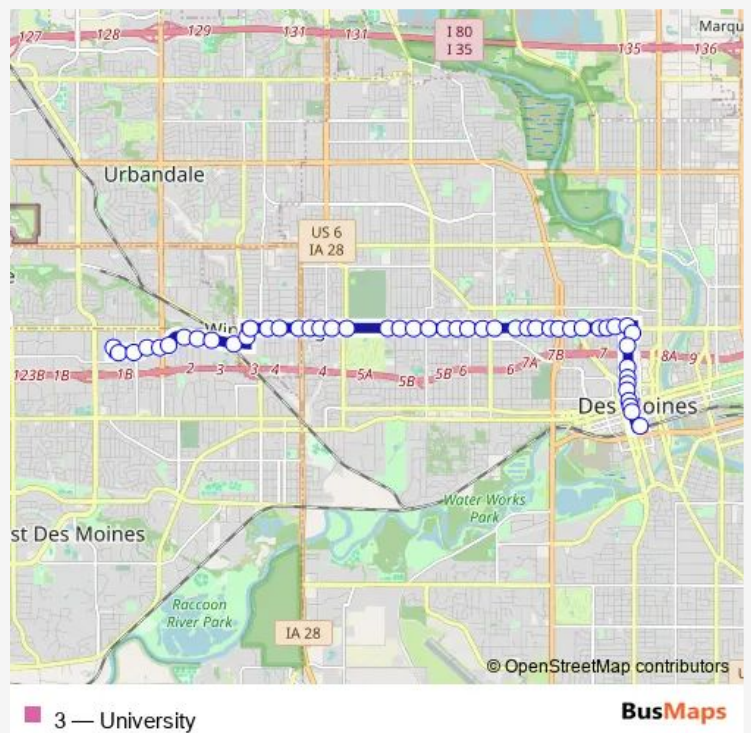 127
128
129
131
131
I 80
I 35
135
136
Marqu
Urbandale
US 6
IA 28
e
Win
g
123B
1B
1B
2
3
3
4
4
5A
5B
5B
6
6
7A
7B
7
8A
9
Des Moines
Water Works
Park
st Des Moines
Raccoon
River Park
IA 28
© OpenStreetMap contributors
3 — University
BusMaps